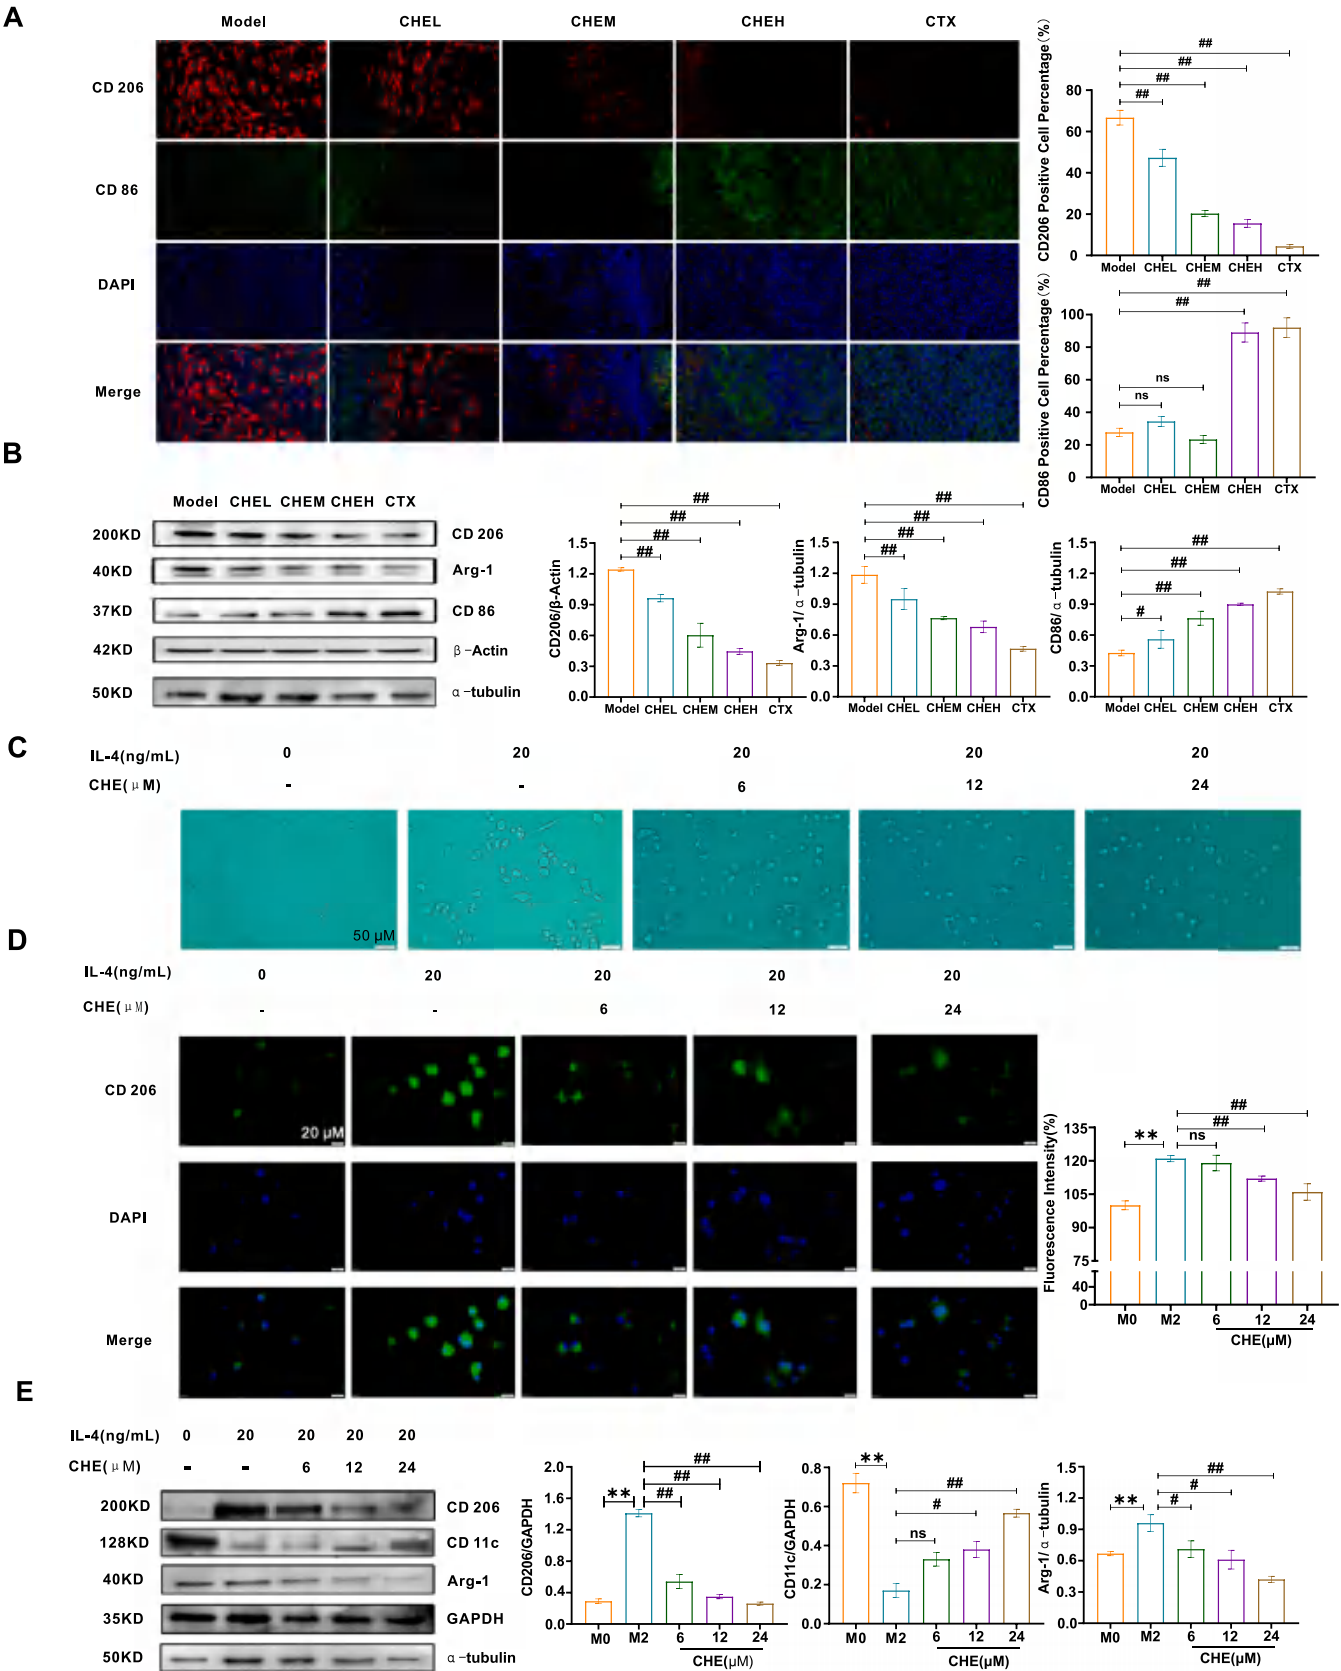 A
Model CHEL CHEM CHEH CTX
CD 206
CD 86
DAPI
Merge
CD206 Positive Cell Percentage(%)
80
60
40
20
0
## ## ## ##
Model CHEL CHEM CHEH CTX
CD86 Positive Cell Percentage(%)
100
80
60
40
20
0
ns ns ## ##
Model CHEL CHEM CHEH CTX
B
Model CHEL CHEM CHEH CTX
200KD CD 206
40KD Arg-1
37KD CD 86
42KD β-Actin
50KD α-tubulin
CD206/β-Actin
1.5
1.2
0.9
0.6
0.3
0.0
## ## ## ##
Model CHEL CHEM CHEH CTX
Arg-1/α-tubulin
1.5
1.2
0.9
0.6
0.3
0.0
## ## ## ##
Model CHEL CHEM CHEH CTX
CD86/α-tubulin
1.5
1.2
0.9
0.6
0.3
0.0
# ## ## ##
Model CHEL CHEM CHEH CTX
C
IL-4(ng/mL) 0 20 20 20 20
CHE(μM) - - 6 12 24
50 μM
D
IL-4(ng/mL) 0 20 20 20 20
CHE(μM) - - 6 12 24
CD 206
20 μM
DAPI
Merge
Fluorescence Intensity(%)
135
120
105
90
75
40
0
** ns ## ##
M0 M2 6 12 24
CHE(μM)
E
IL-4(ng/mL) 0 20 20 20 20
CHE(μM) - - 6 12 24
200KD CD 206
128KD CD 11c
40KD Arg-1
35KD GAPDH
50KD α-tubulin
CD206/GAPDH
2.0
1.6
1.2
0.8
0.4
0.0
** ## ## ##
M0 M2 6 12 24
CHE(μM)
CD11c/GAPDH
0.8
0.6
0.4
0.2
0.0
** ns # ##
M0 M2 6 12 24
CHE(μM)
Arg-1/α-tubulin
1.5
1.2
0.9
0.6
0.3
0.0
** # # ##
M0 M2 6 12 24
CHE(μM)